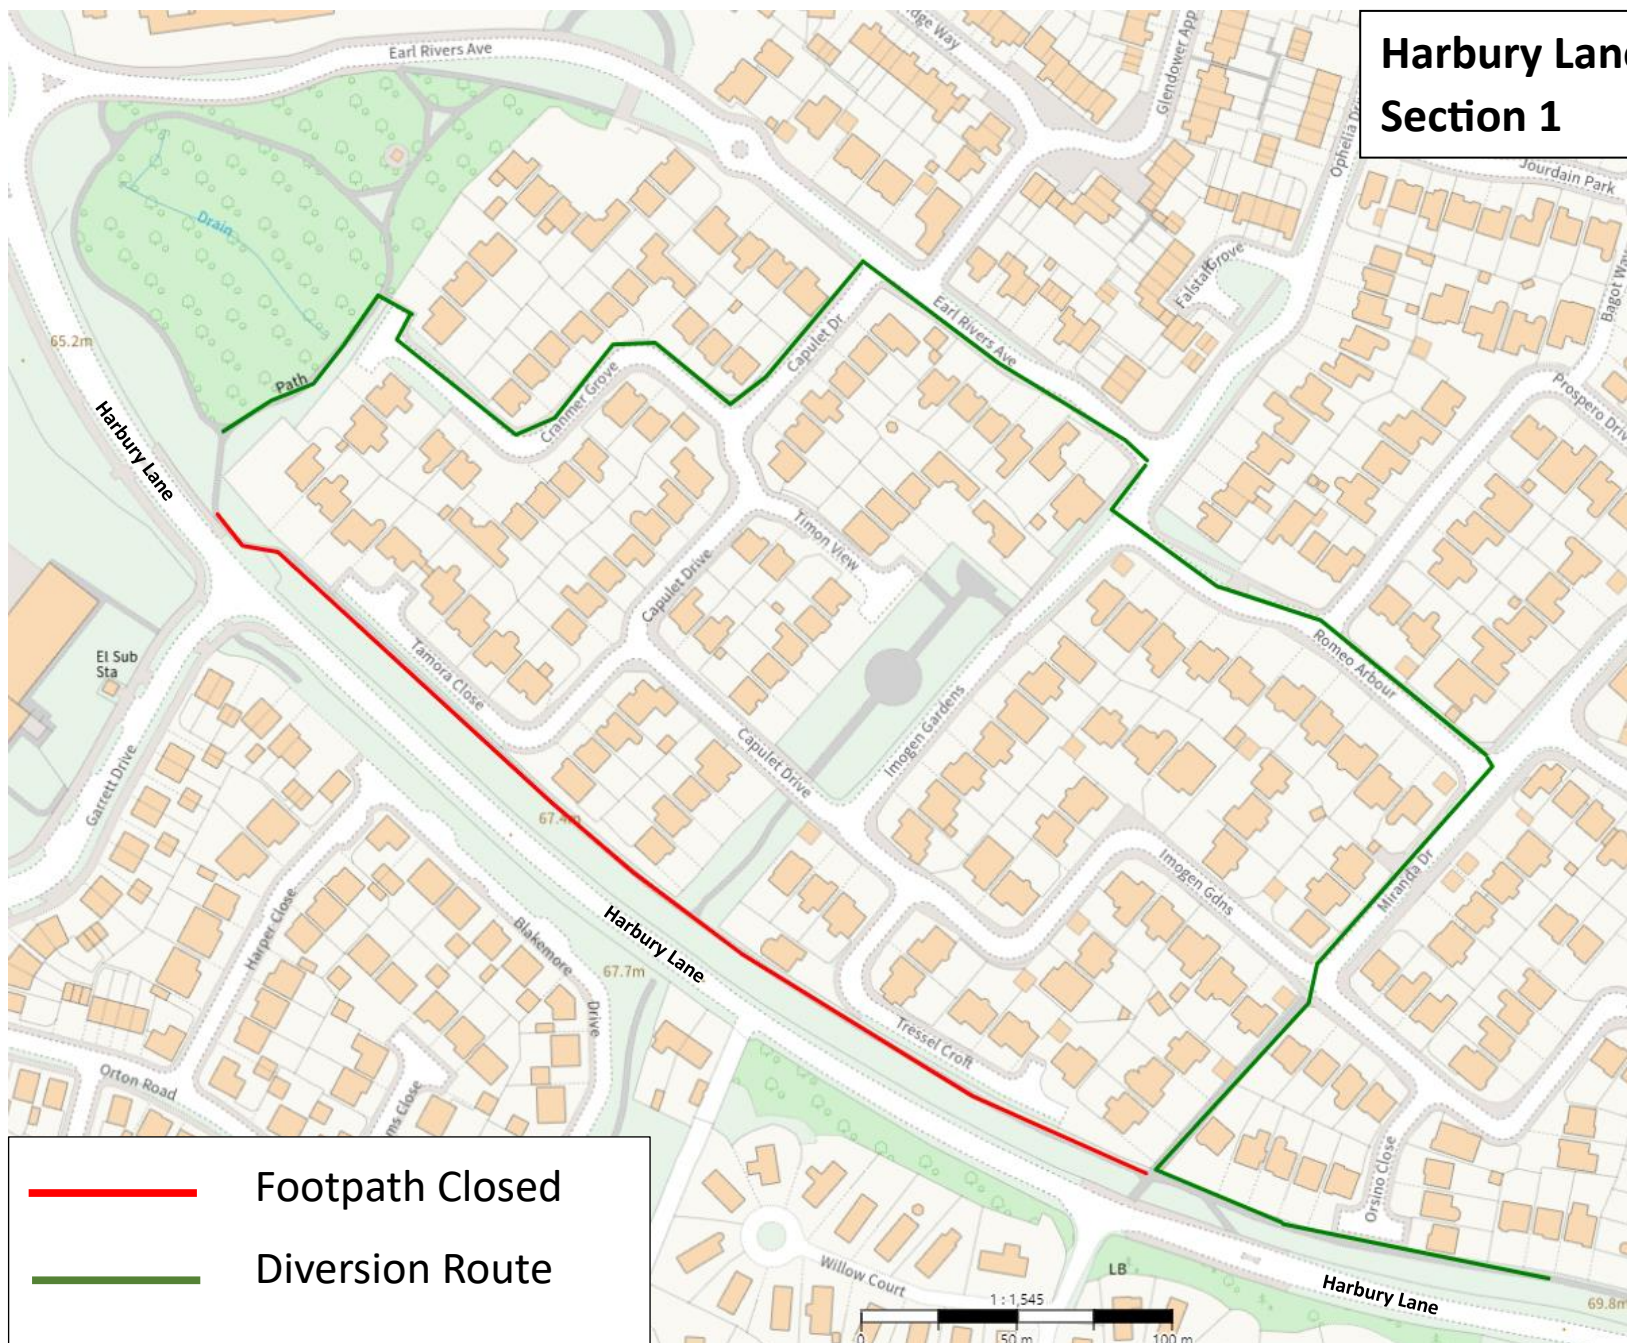 Harbury Lane
Section 1
Earl Rivers Ave
Glendower App
Ophelia Dr
Jourdain Park
Bagot Way
Drain
Falstaff Grove
65.2m
Earl Rivers Ave
Capulet Dr
Path
Cranmer Grove
Prospero Drive
Harbury Lane
Timon View
Capulet Drive
El Sub
Sta
Tamora Close
Romeo Arbour
Imogen Gardens
Capulet Drive
Garrett Drive
67.4m
Imogen Gdns
Miranda Dr
Harper Close
Blakemore
Drive
Harbury Lane
67.7m
Tressel Croft
Orton Road
ms Close
Orsino Close
Willow Court
LB
Harbury Lane
69.8m
Footpath Closed
Diversion Route
1 : 1,545
0
50 m
100 m